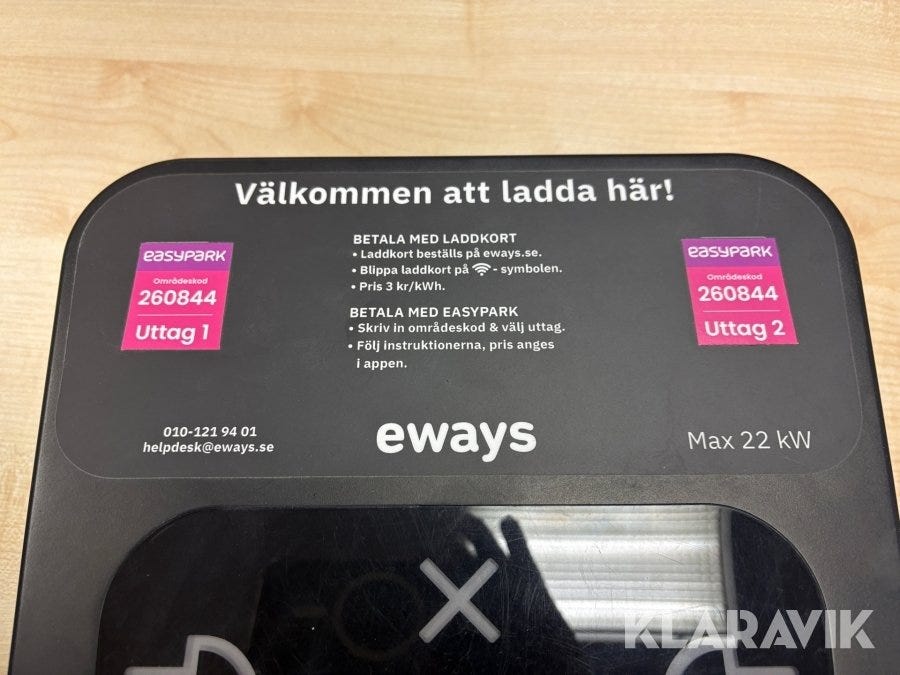 Välkommen att ladda här!
easypark
Områdeskod
260844
Uttag 1
BETALA MED LADDKORT
• Laddkort beställs på eways.se.
• Blippa laddkort på - symbolen.
• Pris 3 kr/kWh.
BETALA MED EASYPARK
• Skriv in områdeskod & välj uttag.
• Följ instruktionerna, pris anges
i appen.
easypark
Områdeskod
260844
Uttag 2
010-121 94 01
helpdesk@eways.se
eways
Max 22 kW
KLARAVIK